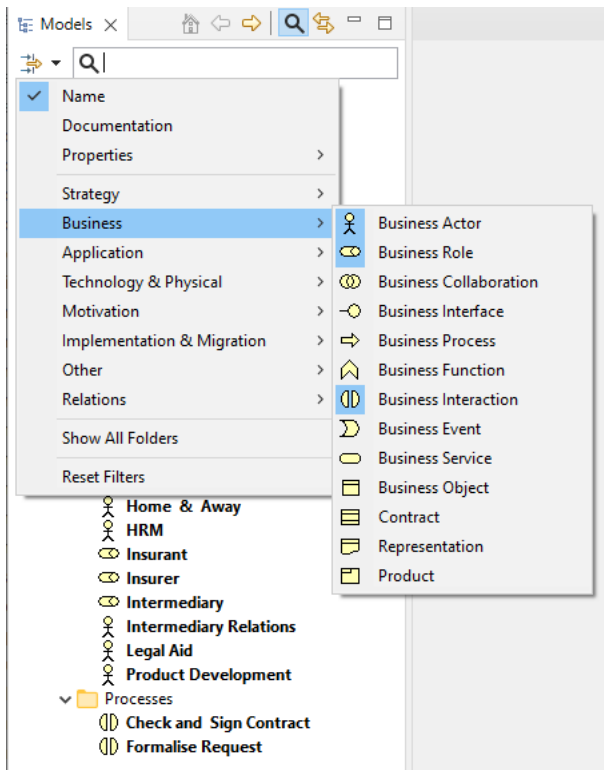 Models
Name
Documentation
Properties
Strategy
Business
Application
Technology & Physical
Motivation
Implementation & Migration
Other
Relations
Show All Folders
Reset Filters
Business Actor
Business Role
Business Collaboration
Business Interface
Business Process
Business Function
Business Interaction
Business Event
Business Service
Business Object
Contract
Representation
Product
Home & Away
HRM
Insurant
Insurer
Intermediary
Intermediary Relations
Legal Aid
Product Development
Processes
Check and Sign Contract
Formalise Request